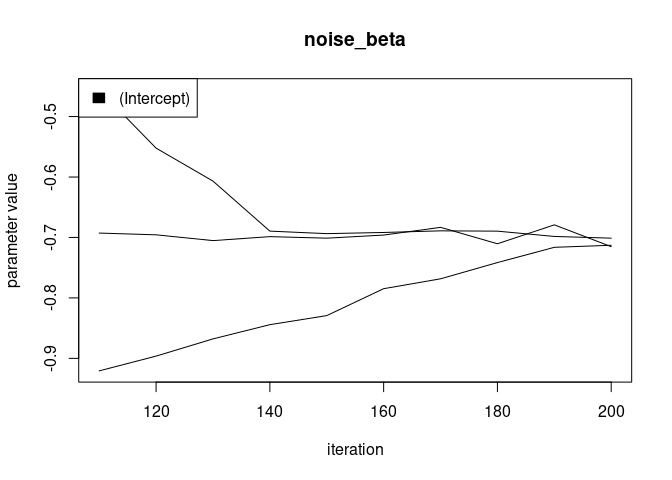 noise_beta
(Intercept)
parameter value
-0.5
-0.6
-0.7
-0.8
-0.9
120 140 160 180 200
iteration